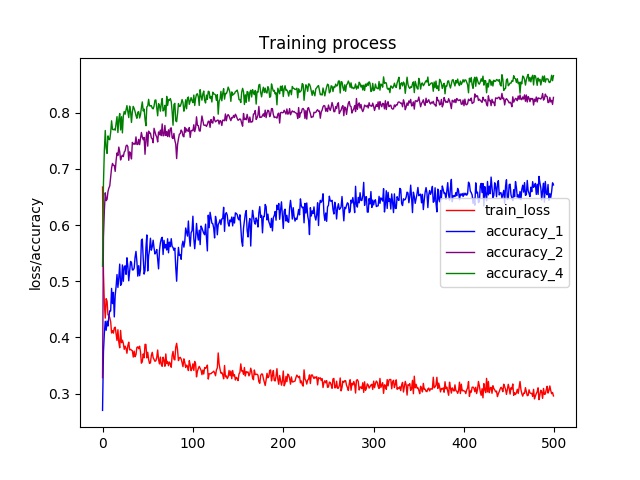 Training process
loss/accuracy
0.8
0.7
0.6
0.5
0.4
0.3
0 100 200 300 400 500
train_loss
accuracy_1
accuracy_2
accuracy_4